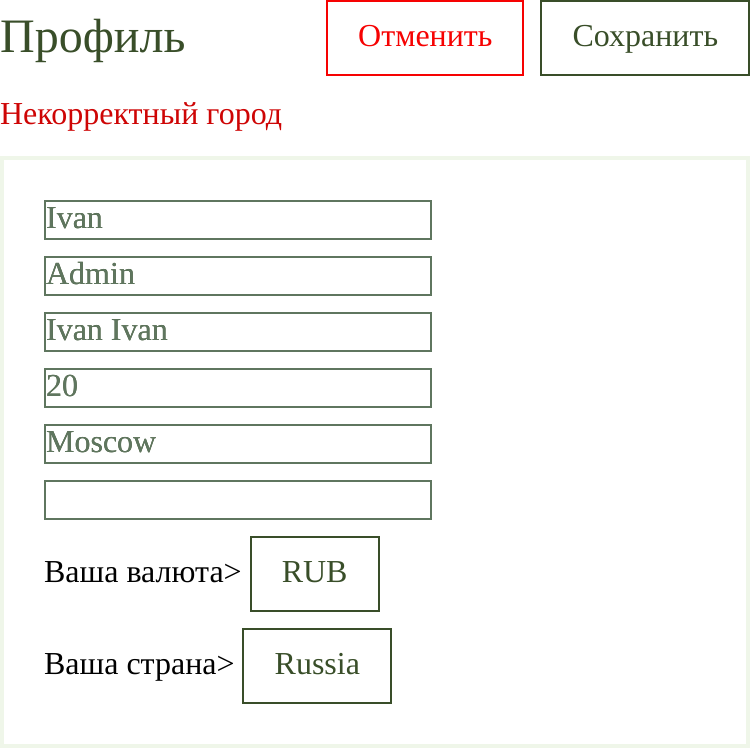 Профиль Отменить Сохранить
Некорректный город
Ivan
Admin
Ivan Ivan
20
Moscow
Ваша валюта> RUB
Ваша страна> Russia